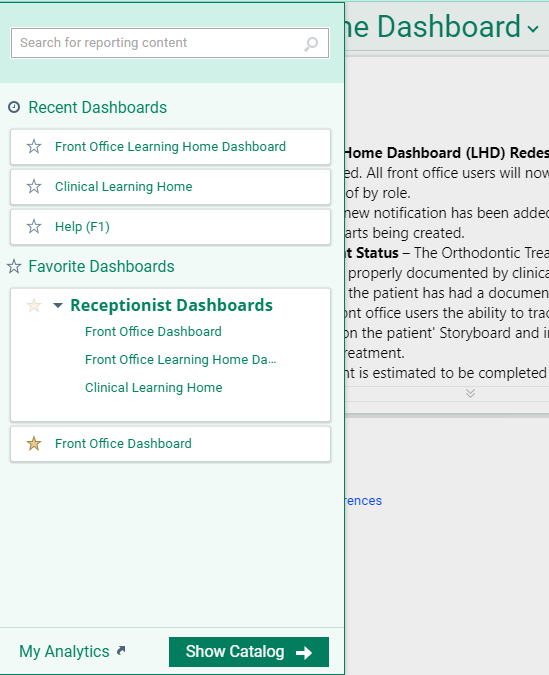 Search for reporting content
Recent Dashboards
Front Office Learning Home Dashboard
Clinical Learning Home
Help (F1)
Favorite Dashboards
Receptionist Dashboards
Front Office Dashboard
Front Office Learning Home Da...
Clinical Learning Home
Front Office Dashboard
My Analytics
Show Catalog
me Dashboard
Home Dashboard (LHD) Redes
ed. All front office users will now
of by role.
new notification has been added
arts being created.
t Status – The Orthodontic Trea
properly documented by clinica
the patient has had a documen
ont office users the ability to trac
on the patient' Storyboard and i
reatment.
nt is estimated to be completed
rences